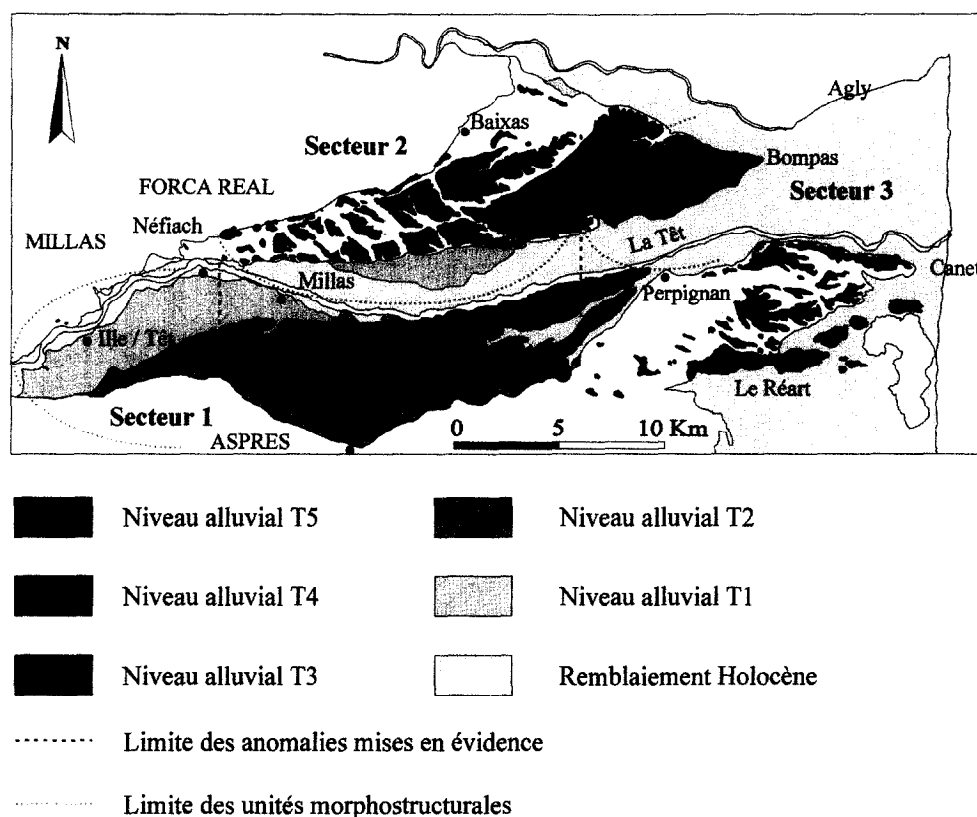 N
Agly
Baixas
Secteur 2
Bompas
FORCA REAL
Secteur 3
Néfiach
MILLAS
La Têt
Canet
Millas
Perpignan
Ille / Têt
Le Réart
Secteur 1
0 5 10 Km
ASPRES
Niveau alluvial T5
Niveau alluvial T2
Niveau alluvial T4
Niveau alluvial T1
Niveau alluvial T3
Remblaiement Holocène
Limite des anomalies mises en évidence
Limite des unités morphostructurales